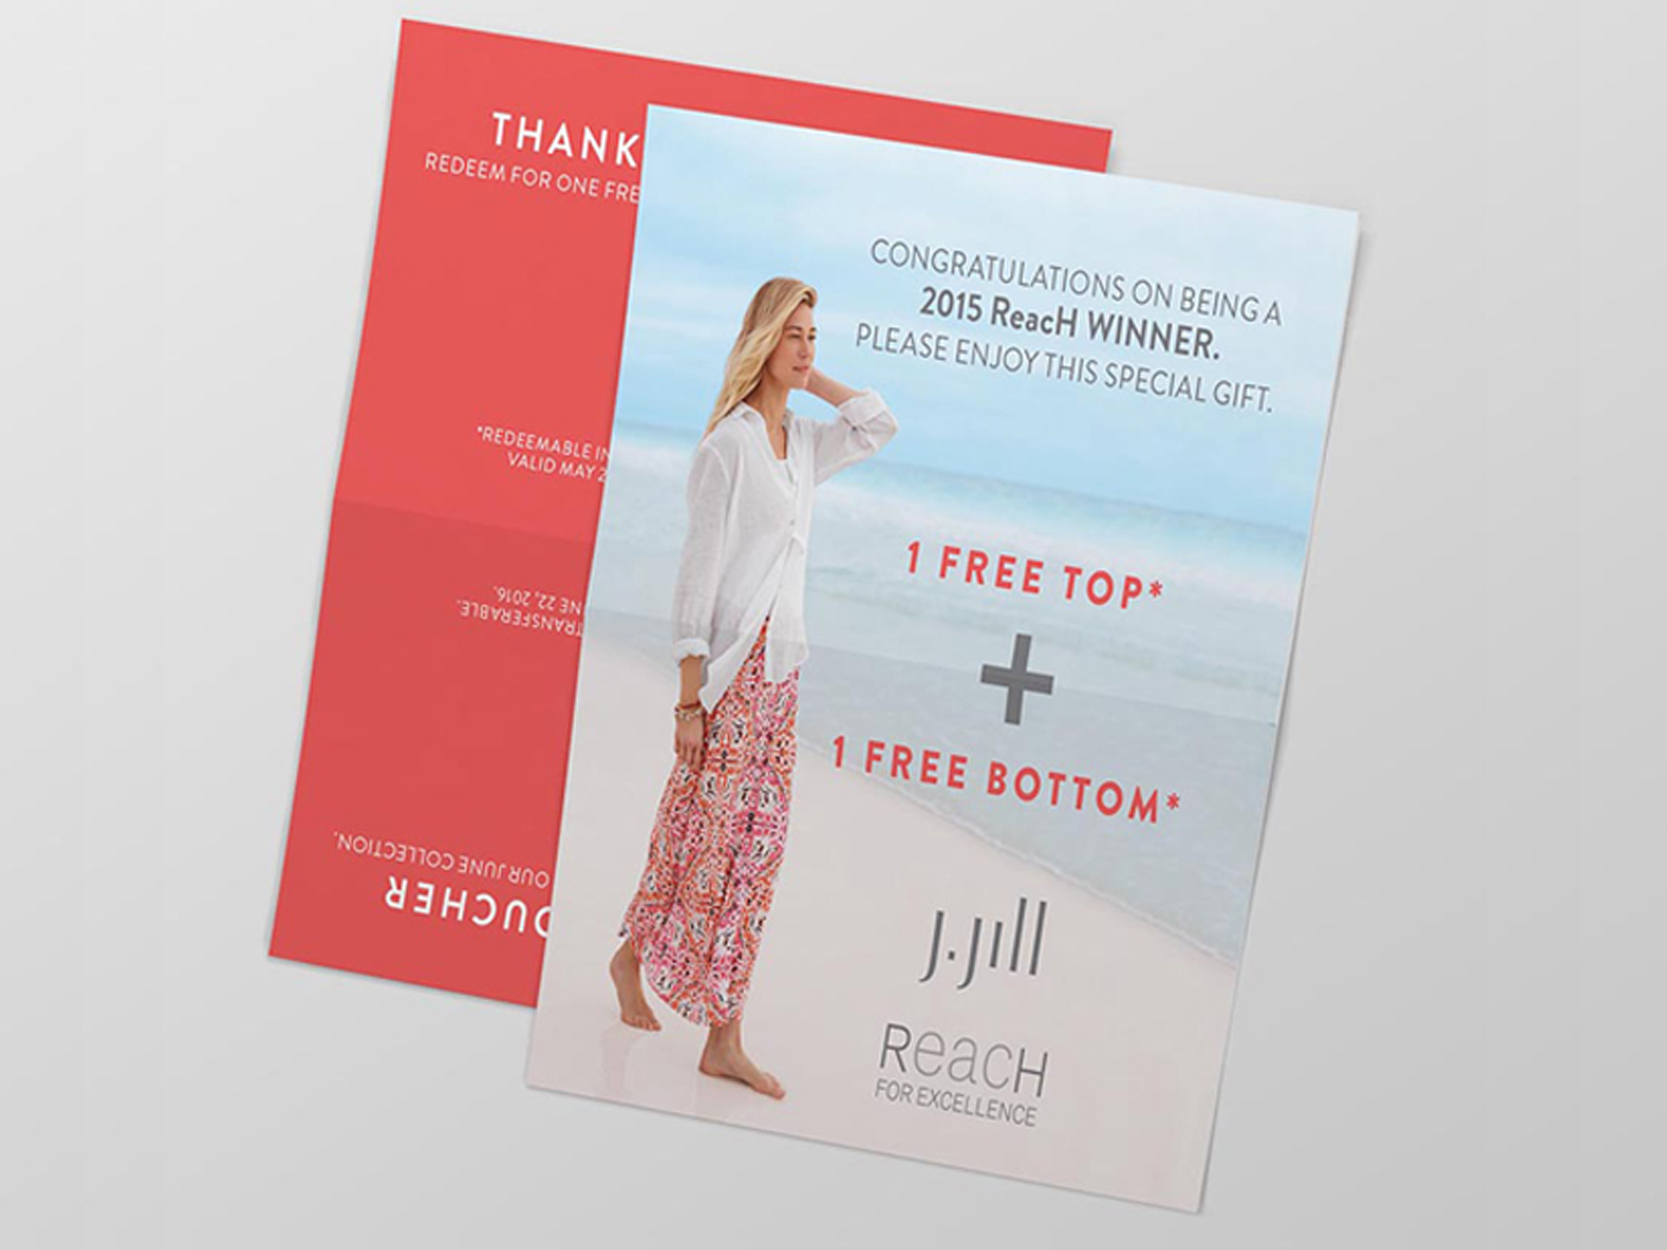 THANK
REDEEM FOR ONE FRE
*REDEEMABLE IN
VALID MAY 2
NE 22, 2016.
TRANSFERABLE.
OUR JUNE COLLECTION.
OUCHER
CONGRATULATIONS ON BEING A
2015 ReacH WINNER.
PLEASE ENJOY THIS SPECIAL GIFT.
1 FREE TOP*
+
1 FREE BOTTOM*
J.Jill
ReacH
FOR EXCELLENCE